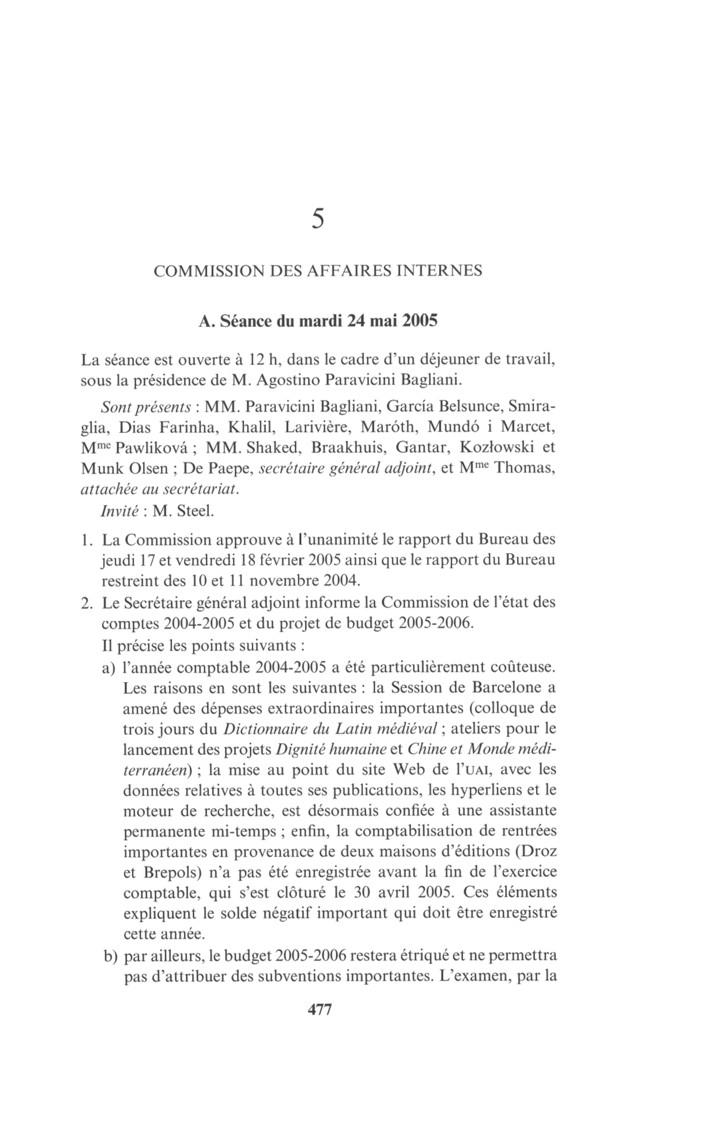 5
COMMISSION DES AFFAIRES INTERNES
A. Séance du mardi 24 mai 2005
La séance est ouverte à 12 h, dans le cadre d'un déjeuner de travail,
sous la présidence de M. Agostino Paravicini Bagliani.
Sont présents : MM. Paravicini Bagliani, García Belsunce, Smira-
glia, Dias Farinha, Khalil, Larivière, Maróth, Mundó i Marcet,
Mme Pawliková ; MM. Shaked, Braakhuis, Gantar, Kozłowski et
Munk Olsen ; De Paepe, secrétaire général adjoint, et Mme Thomas,
attachée au secrétariat.
Invité : M. Steel.
1. La Commission approuve à l'unanimité le rapport du Bureau des
jeudi 17 et vendredi 18 février 2005 ainsi que le rapport du Bureau
restreint des 10 et 11 novembre 2004.
2. Le Secrétaire général adjoint informe la Commission de l'état des
comptes 2004-2005 et du projet de budget 2005-2006.
Il précise les points suivants :
a) l'année comptable 2004-2005 a été particulièrement coûteuse.
Les raisons en sont les suivantes : la Session de Barcelone a
amené des dépenses extraordinaires importantes (colloque de
trois jours du Dictionnaire du Latin médiéval ; ateliers pour le
lancement des projets Dignité humaine et Chine et Monde médi-
terranéen) ; la mise au point du site Web de l'UAI, avec les
données relatives à toutes ses publications, les hyperliens et le
moteur de recherche, est désormais confiée à une assistante
permanente mi-temps ; enfin, la comptabilisation de rentrées
importantes en provenance de deux maisons d'éditions (Droz
et Brepols) n'a pas été enregistrée avant la fin de l'exercice
comptable, qui s'est clôturé le 30 avril 2005. Ces éléments
expliquent le solde négatif important qui doit être enregistré
cette année.
b) par ailleurs, le budget 2005-2006 restera étriqué et ne permettra
pas d'attribuer des subventions importantes. L'examen, par la
477